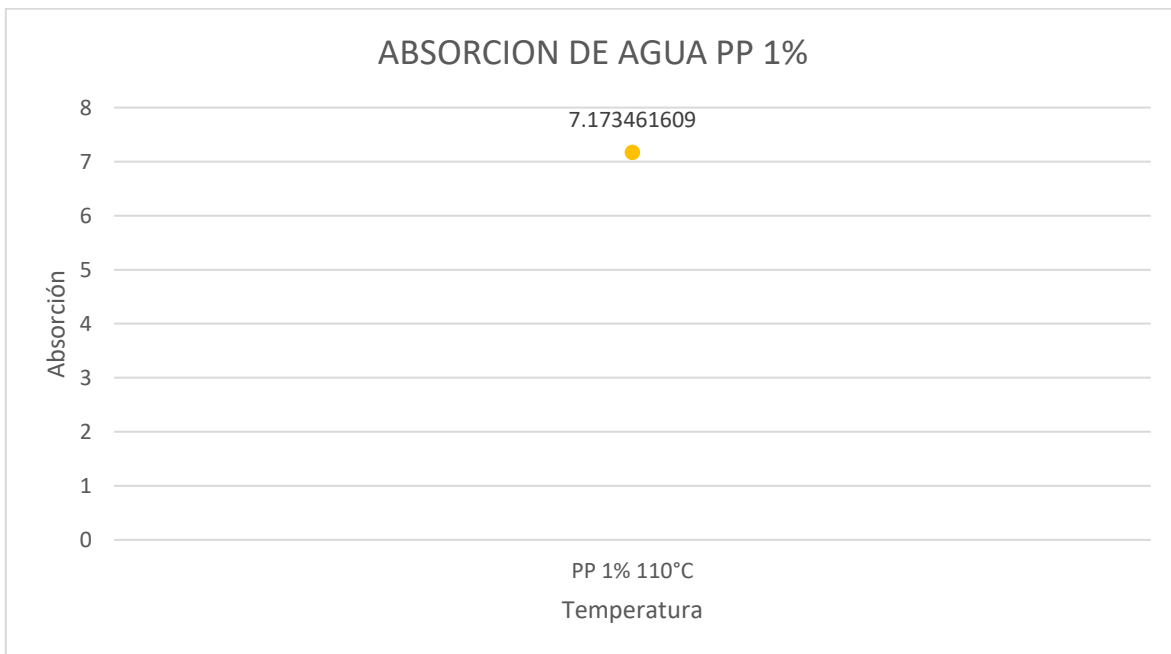 ABSORCION DE AGUA PP 1%
8
7.173461609
7
6
5
4
3
2
1
0
Absorción
PP 1% 110°C
Temperatura